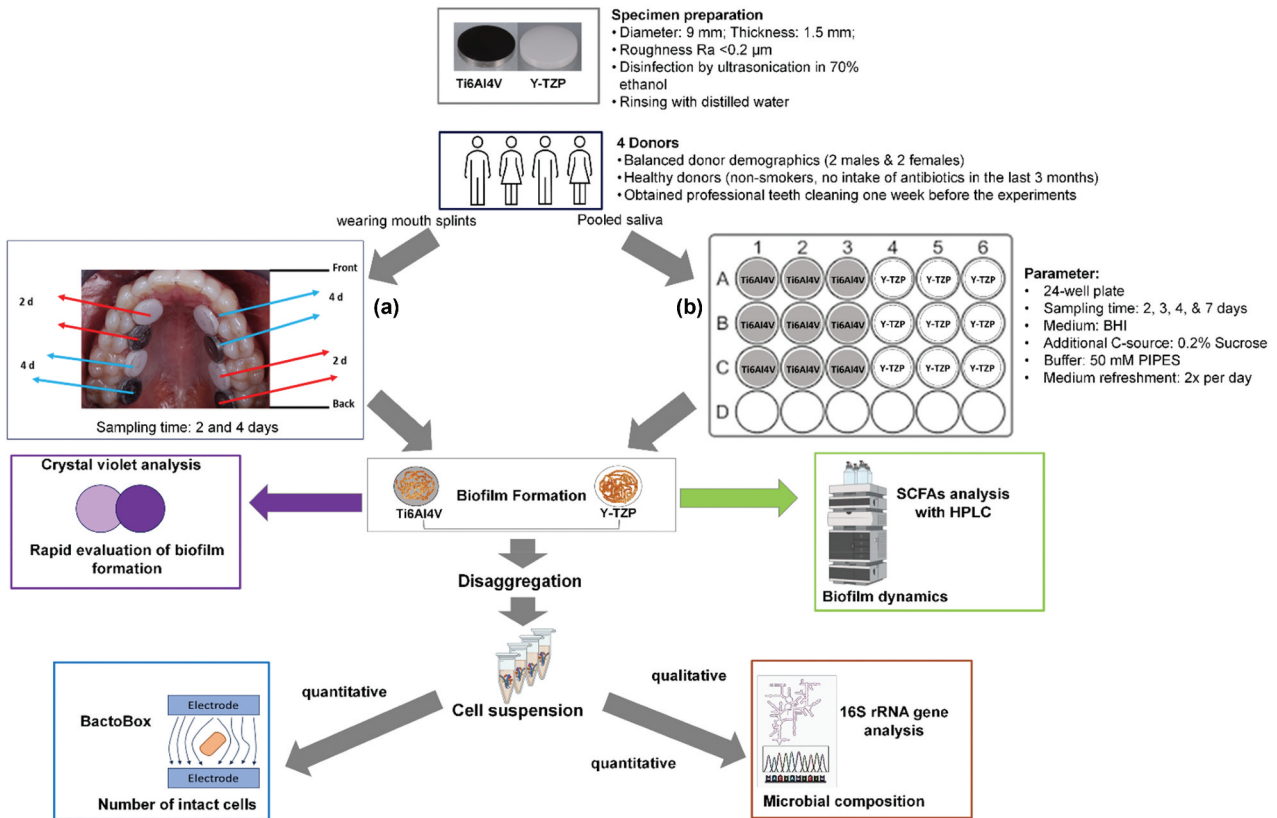 Specimen preparation
• Diameter: 9 mm; Thickness: 1.5 mm;
• Roughness Ra <0.2 µm
• Disinfection by ultrasonication in 70%
ethanol
• Rinsing with distilled water
Ti6Al4V
Y-TZP
4 Donors
• Balanced donor demographics (2 males & 2 females)
• Healthy donors (non-smokers, no intake of antibiotics in the last 3 months)
• Obtained professional teeth cleaning one week before the experiments
wearing mouth splints
Pooled saliva
Front
2 d
4 d
4 d
2 d
Back
Sampling time: 2 and 4 days
(a)
(b)
1 2 3 4 5 6
A Ti6Al4V Ti6Al4V Ti6Al4V Y-TZP Y-TZP Y-TZP
B Ti6Al4V Ti6Al4V Ti6Al4V Y-TZP Y-TZP Y-TZP
C Ti6Al4V Ti6Al4V Ti6Al4V Y-TZP Y-TZP Y-TZP
D
Parameter:
• 24-well plate
• Sampling time: 2, 3, 4, & 7 days
• Medium: BHI
• Additional C-source: 0.2% Sucrose
• Buffer: 50 mM PIPES
• Medium refreshment: 2x per day
Crystal violet analysis
Rapid evaluation of biofilm
formation
Biofilm Formation
Ti6Al4V
Y-TZP
SCFAs analysis
with HPLC
Biofilm dynamics
Disaggregation
Cell suspension
quantitative
qualitative
quantitative
BactoBox
Electrode
Electrode
Number of intact cells
16S rRNA gene
analysis
Microbial composition